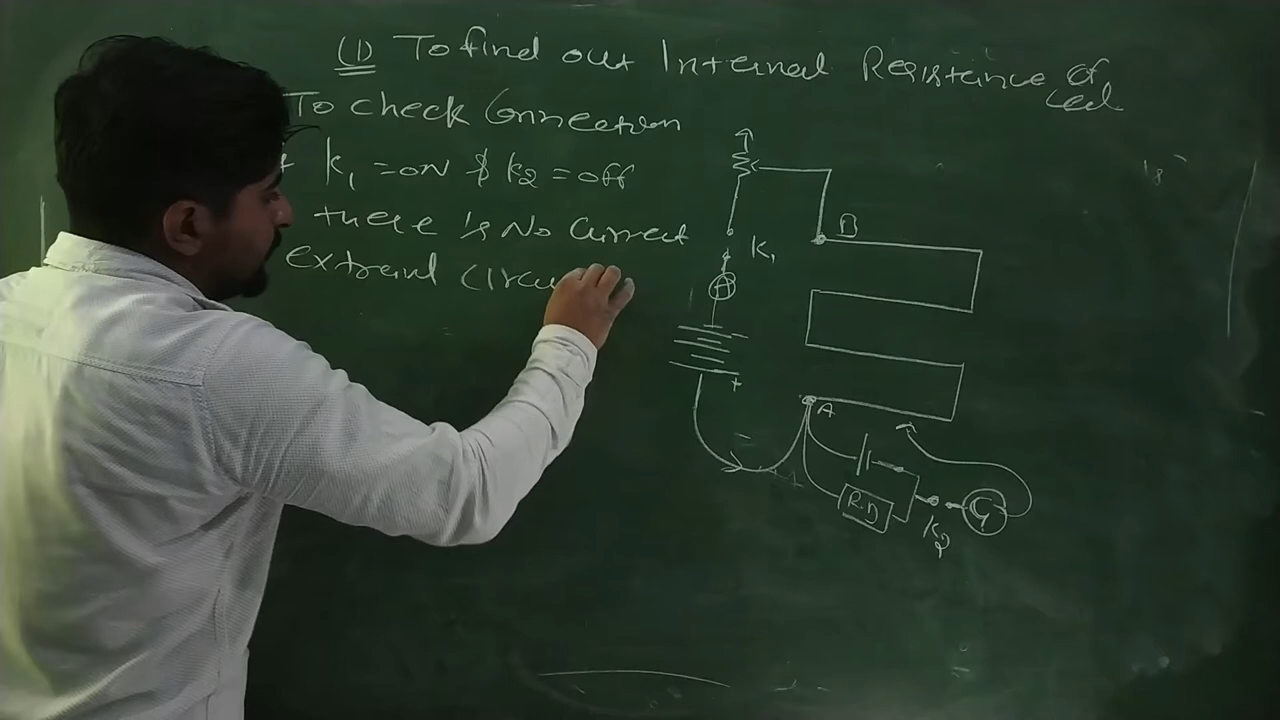 (1) To find out Internal Resistance of
cell
To check Connection
K₁ = ON & K₂ = off
there is No Current
extranl Circu
K₁
B
A
+
A
-
R.B
K₂
G